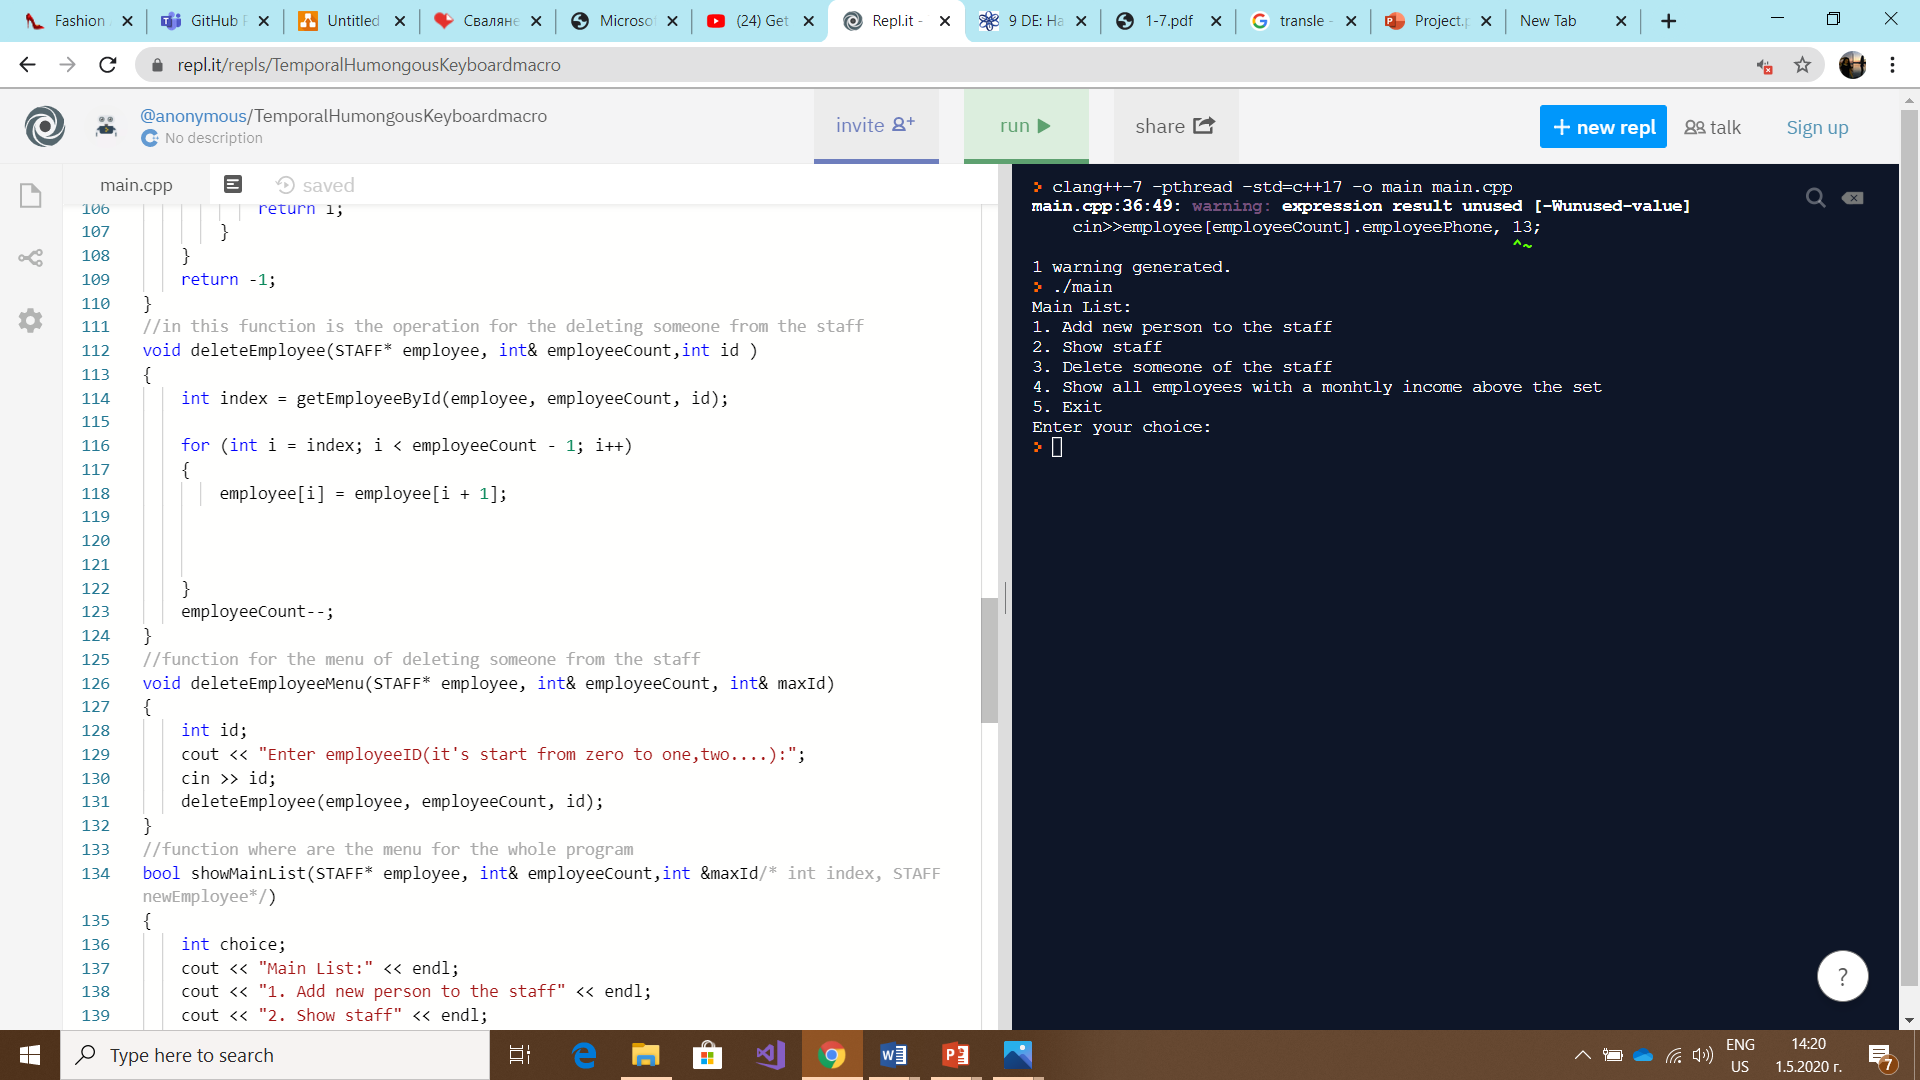 Fashion
GitHub
Untitled
Сваляне
Microso
(24) Get
Repl.it -
9 DE: Ha
1-7.pdf
transle -
Project.p
New Tab
repl.it/repls/TemporalHumongousKeyboardmacro
@anonymous/TemporalHumongousKeyboardmacro
No description
invite
run
share
+ new repl
talk
Sign up
main.cpp
saved
106 return i;
107 }
108 }
109 return -1;
110 }
111 //in this function is the operation for the deleting someone from the staff
112 void deleteEmployee(STAFF* employee, int& employeeCount,int id )
113 {
114 int index = getEmployeeById(employee, employeeCount, id);
115
116 for (int i = index; i < employeeCount - 1; i++)
117 {
118 employee[i] = employee[i + 1];
119
120
121
122 }
123 employeeCount--;
124 }
125 //function for the menu of deleting someone from the staff
126 void deleteEmployeeMenu(STAFF* employee, int& employeeCount, int& maxId)
127 {
128 int id;
129 cout << "Enter employeeID(it's start from zero to one,two....):";
130 cin >> id;
131 deleteEmployee(employee, employeeCount, id);
132 }
133 //function where are the menu for the whole program
134 bool showMainList(STAFF* employee, int& employeeCount,int &maxId/* int index, STAFF
newEmployee*/)
135 {
136 int choice;
137 cout << "Main List:" << endl;
138 cout << "1. Add new person to the staff" << endl;
139 cout << "2. Show staff" << endl;
> clang++-7 -pthread -std=c++17 -o main main.cpp
main.cpp:36:49: warning: expression result unused [-Wunused-value]
cin>>employee[employeeCount].employeePhone, 13;
^~
1 warning generated.
> ./main
Main List:
1. Add new person to the staff
2. Show staff
3. Delete someone of the staff
4. Show all employees with a monhtly income above the set
5. Exit
Enter your choice:
>
?
Type here to search
ENG
US
14:20
1.5.2020 г.
7